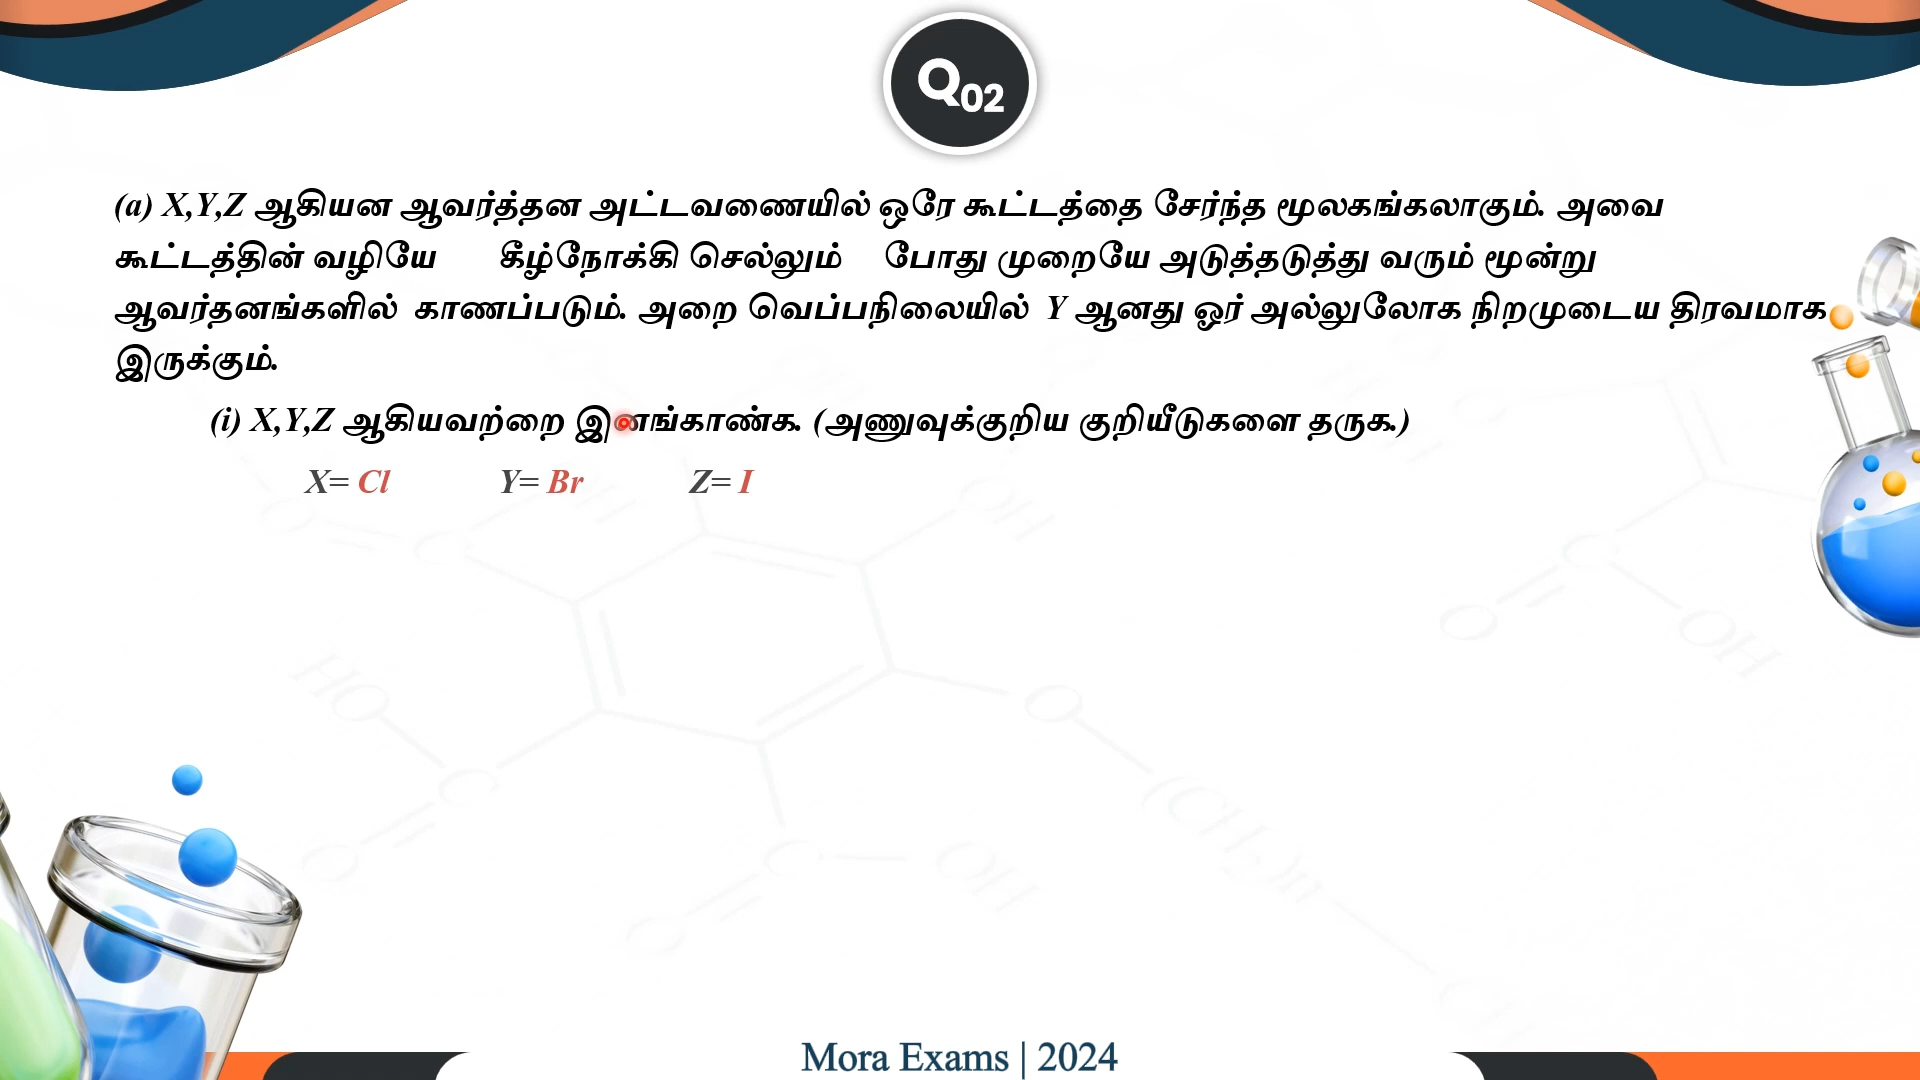 Q02
(a) X,Y,Z ஆகியன ஆவர்த்தன அட்டவணையில் ஒரே கூட்டத்தை சேர்ந்த மூலகங்கலாகும். அவை
கூட்டத்தின் வழியே கீழ்நோக்கி செல்லும் போது முறையே அடுத்தடுத்து வரும் மூன்று
ஆவர்தனங்களில் காணப்படும். அறை வெப்பநிலையில் Y ஆனது ஓர் அல்லுலோக நிறமுடைய திரவமாக
இருக்கும்.
(i) X,Y,Z ஆகியவற்றை இனங்காண்க. (அணுவுக்குறிய குறியீடுகளை தருக.)
X= Cl Y= Br Z= I
Mora Exams | 2024